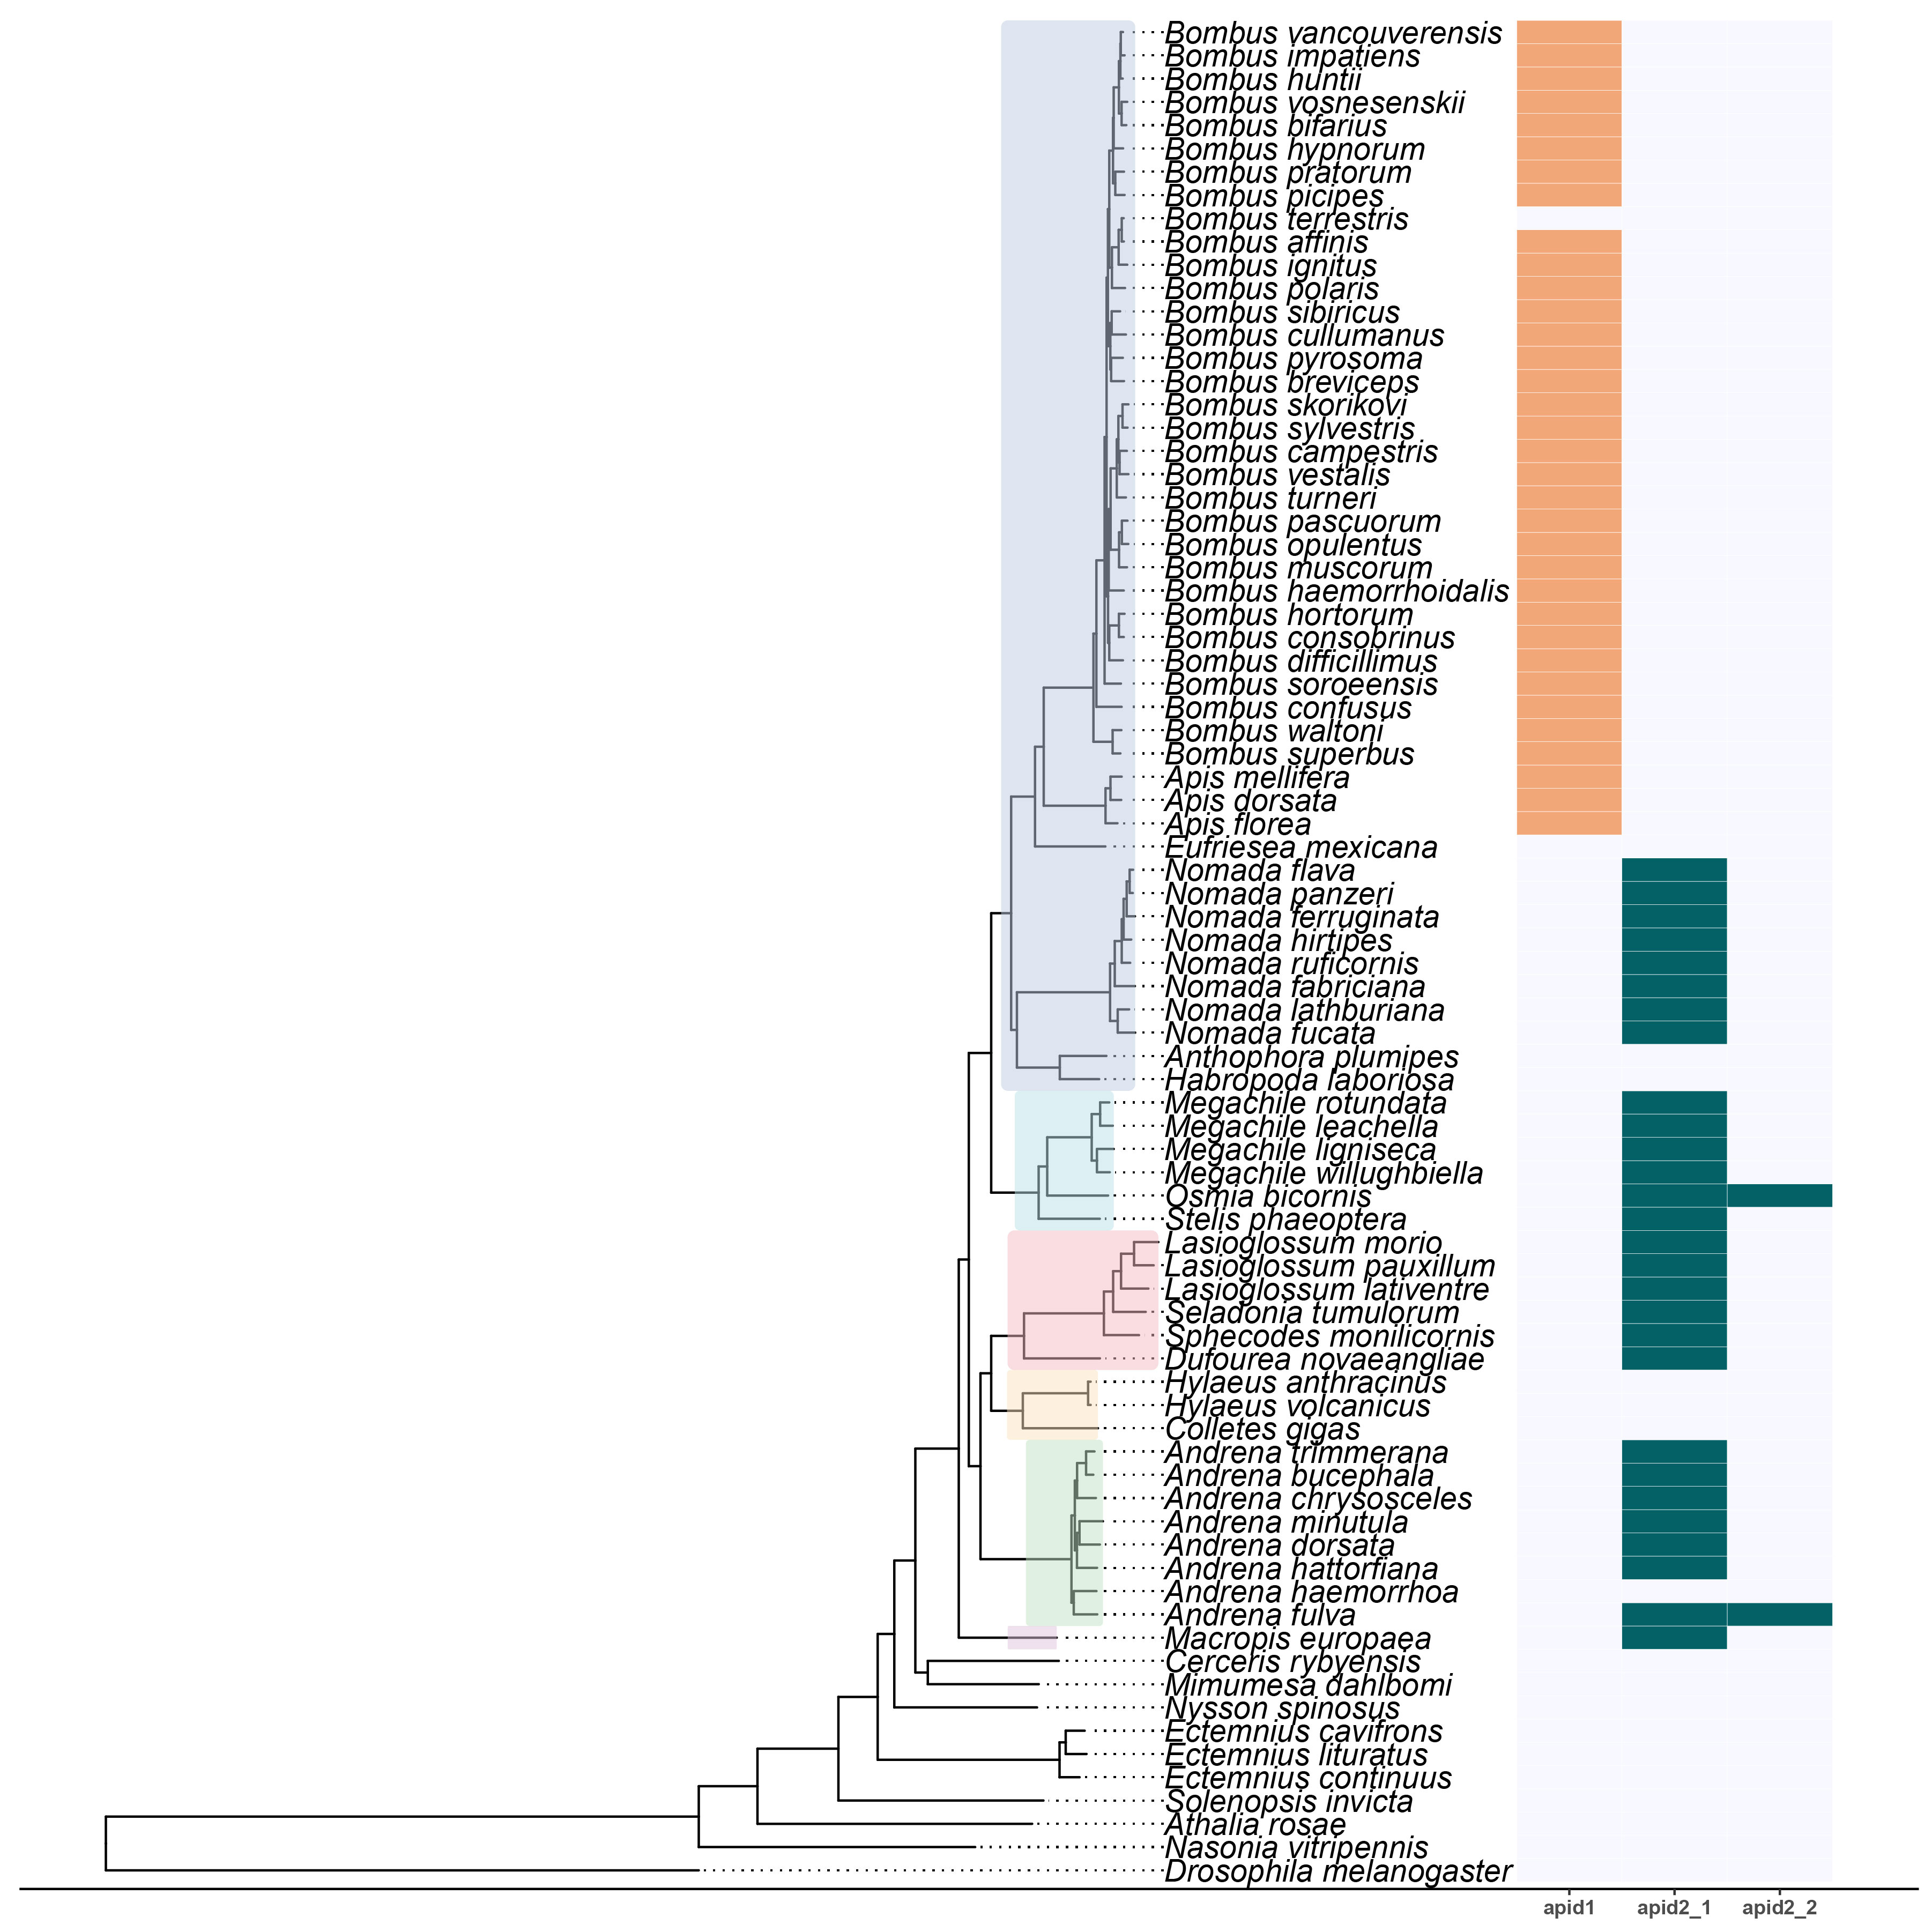 Bombus vancouverensis
Bombus impatiens
Bombus huntii
Bombus vosnesenskii
Bombus bifarius
Bombus hypnorum
Bombus pratorum
Bombus picipes
Bombus terrestris
Bombus affinis
Bombus ignitus
Bombus polaris
Bombus sibiricus
Bombus cullumanus
Bombus pyrosoma
Bombus breviceps
Bombus skorikovi
Bombus sylvestris
Bombus campestris
Bombus vestalis
Bombus turneri
Bombus pascuorum
Bombus opulentus
Bombus muscorum
Bombus haemorrhoidalis
Bombus hortorum
Bombus consobrinus
Bombus difficillimus
Bombus soroeensis
Bombus confusus
Bombus waltoni
Bombus superbus
Apis mellifera
Apis dorsata
Apis florea
Eufriesea mexicana
Nomada flava
Nomada panzeri
Nomada ferruginata
Nomada hirtipes
Nomada ruficornis
Nomada fabriciana
Nomada lathburiana
Nomada fucata
Anthophora plumipes
Habropoda laboriosa
Megachile rotundata
Megachile leachella
Megachile ligniseca
Megachile willughbiella
Osmia bicornis
Stelis phaeoptera
Lasioglossum morio
Lasioglossum pauxillum
Lasioglossum lativentre
Seladonia tumulorum
Sphecodes monilicornis
Dufourea novaeangliae
Hylaeus anthracinus
Hylaeus volcanicus
Colletes gigas
Andrena trimmerana
Andrena bucephala
Andrena chrysosceles
Andrena minutula
Andrena dorsata
Andrena hattorfiana
Andrena haemorrhoa
Andrena fulva
Macropis europaea
Cerceris rybyensis
Mimumesa dahlbomi
Nysson spinosus
Ectemnius cavifrons
Ectemnius lituratus
Ectemnius continuus
Solenopsis invicta
Athalia rosae
Nasonia vitripennis
Drosophila melanogaster
apid1 apid2_1 apid2_2